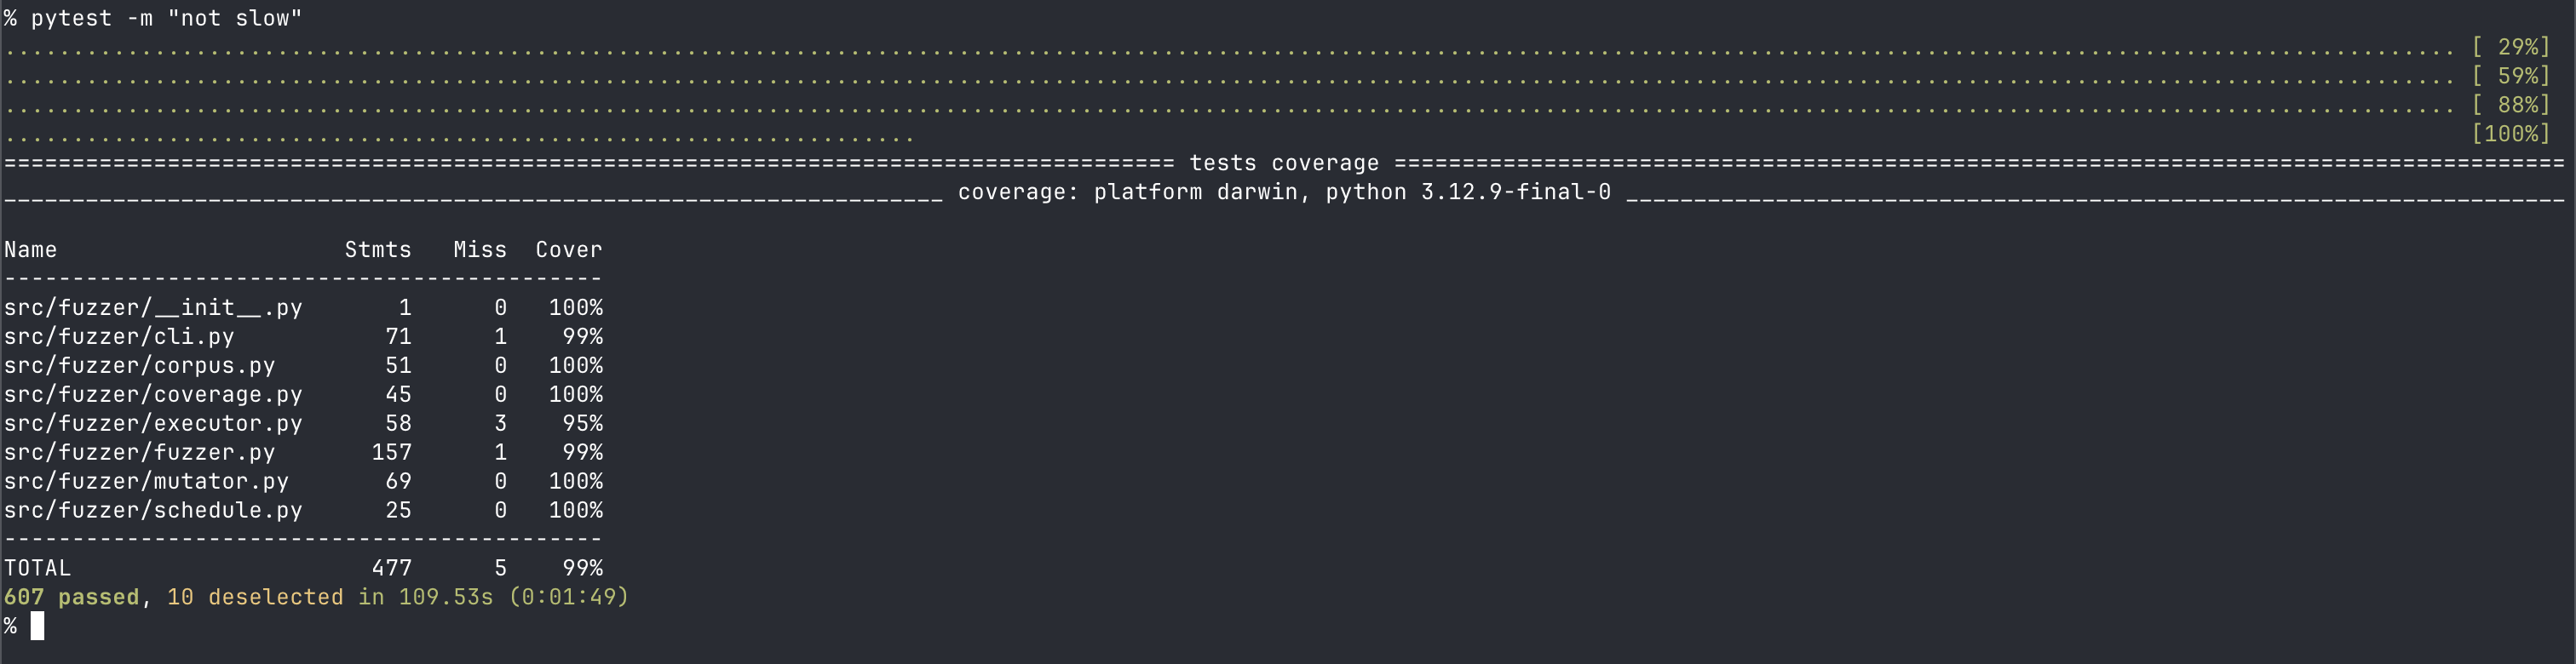 % pytest -m "not slow"
.................................................................................................................................................................................... [ 29%]
.................................................................................................................................................................................... [ 59%]
.................................................................................................................................................................................... [ 88%]
................................................................... [100%]
====================================================================================== tests coverage ======================================================================================
_____________________________________________________________________ coverage: platform darwin, python 3.12.9-final-0 _____________________________________________________________________
Name                     Stmts   Miss  Cover
--------------------------------------------
src/fuzzer/__init__.py       1      0   100%
src/fuzzer/cli.py           71      1    99%
src/fuzzer/corpus.py        51      0   100%
src/fuzzer/coverage.py      45      0   100%
src/fuzzer/executor.py      58      3    95%
src/fuzzer/fuzzer.py       157      1    99%
src/fuzzer/mutator.py       69      0   100%
src/fuzzer/schedule.py      25      0   100%
--------------------------------------------
TOTAL                      477      5    99%
607 passed, 10 deselected in 109.53s (0:01:49)
%